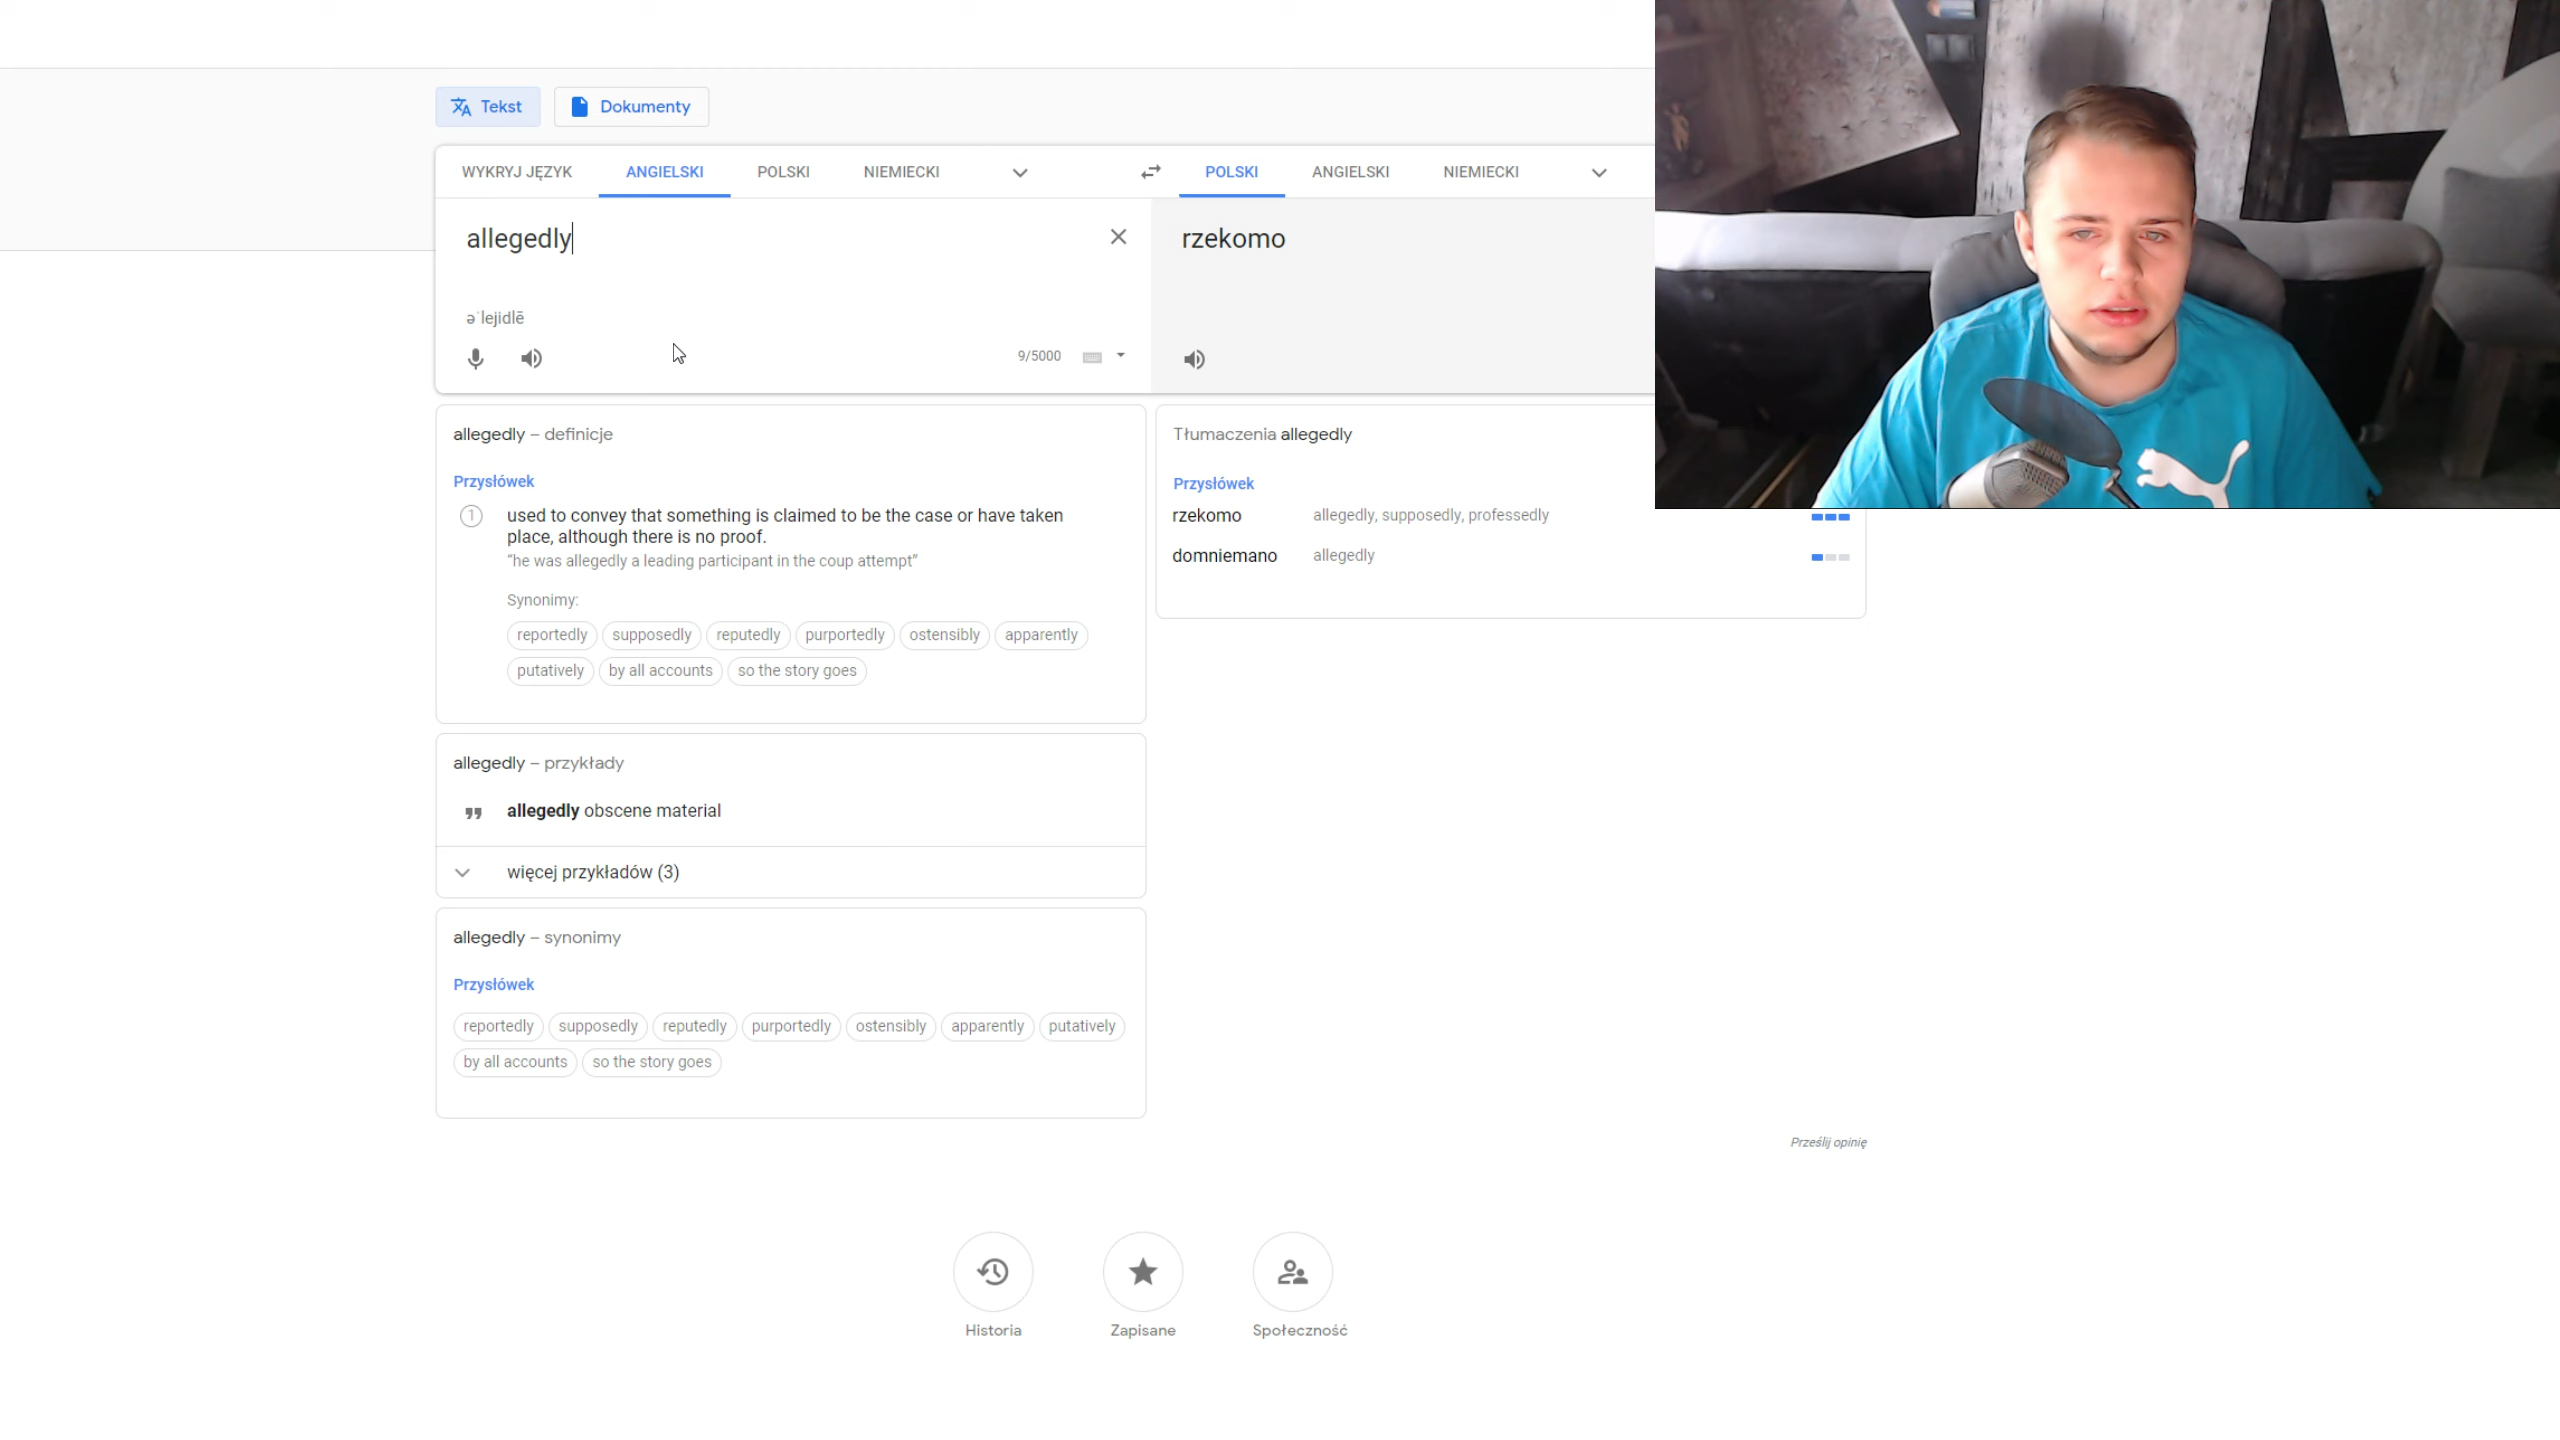 Tekst
Dokumenty
WYKRYJ JĘZYK
ANGIELSKI
POLSKI
NIEMIECKI
POLSKI
ANGIELSKI
NIEMIECKI
allegedly
rzekomo
əˈlejidlē
9/5000
allegedly – definicje
Przysłówek
1
used to convey that something is claimed to be the case or have taken
place, although there is no proof.
“he was allegedly a leading participant in the coup attempt”
Synonimy:
reportedly supposedly reputedly purportedly ostensibly apparently
putatively by all accounts so the story goes
Tłumaczenia allegedly
Przysłówek
rzekomo allegedly, supposedly, professedly
domniemano allegedly
allegedly – przykłady
allegedly obscene material
więcej przykładów (3)
allegedly – synonimy
Przysłówek
reportedly supposedly reputedly purportedly ostensibly apparently putatively
by all accounts so the story goes
Prześlij opinię
Historia
Zapisane
Społeczność